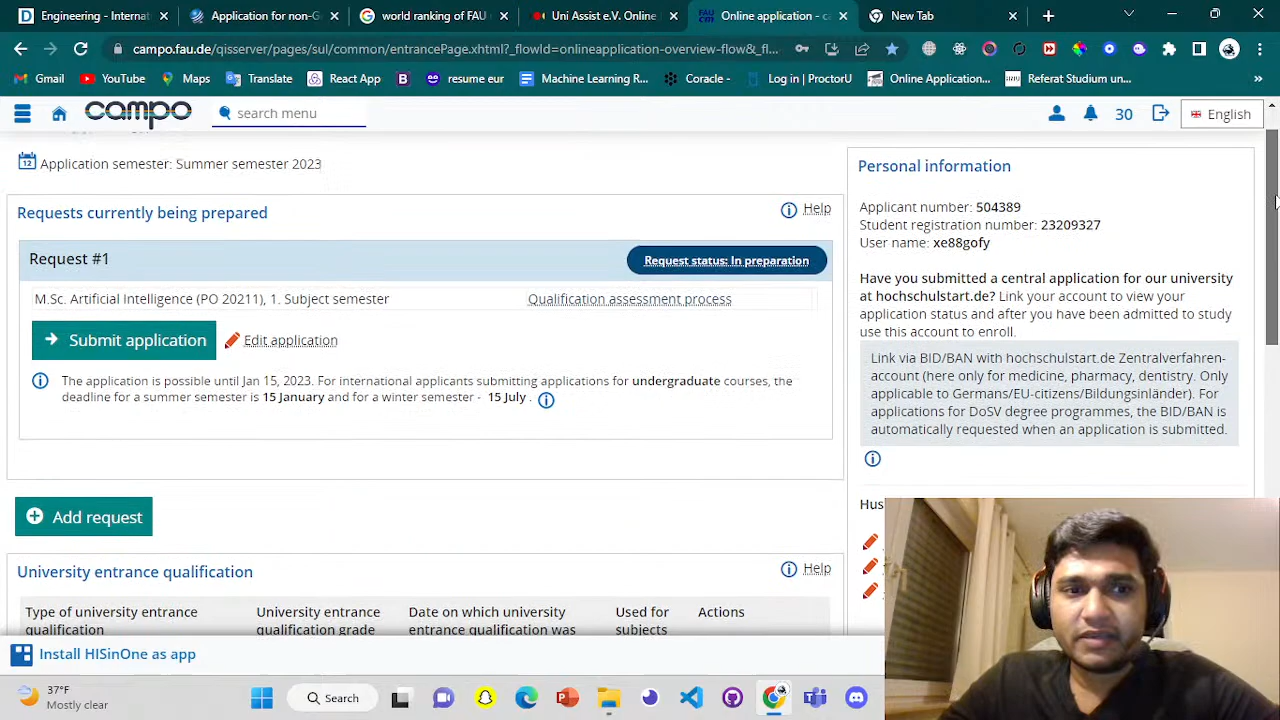 Engineering - Internat
Application for non-G
world ranking of FAU
Uni Assist e.V. Online
Online application - ca
New Tab
campo.fau.de/qisserver/pages/sul/common/entrancePage.xhtml?_flowId=onlineapplication-overview-flow&_fl...
Gmail
YouTube
Maps
Translate
React App
resume eur
Machine Learning R...
Coracle -
Log in | ProctorU
Online Application...
Referat Studium un...
campo
search menu
30
English
Application semester: Summer semester 2023
Requests currently being prepared
Help
Request #1
Request status: In preparation
M.Sc. Artificial Intelligence (PO 20211), 1. Subject semester
Qualification assessment process
Submit application
Edit application
The application is possible until Jan 15, 2023. For international applicants submitting applications for undergraduate courses, the
deadline for a summer semester is 15 January and for a winter semester - 15 July .
Add request
University entrance qualification
Help
Type of university entrance
qualification
University entrance
qualification grade
Date on which university
entrance qualification was
Used for
subjects
Actions
Personal information
Applicant number: 504389
Student registration number: 23209327
User name: xe88gofy
Have you submitted a central application for our university
at hochschulstart.de? Link your account to view your
application status and after you have been admitted to study
use this account to enroll.
Link via BID/BAN with hochschulstart.de Zentralverfahren-
account (here only for medicine, pharmacy, dentistry. Only
applicable to Germans/EU-citizens/Bildungsinländer). For
applications for DoSV degree programmes, the BID/BAN is
automatically requested when an application is submitted.
Hus
Install HISinOne as app
37°F
Mostly clear
Search